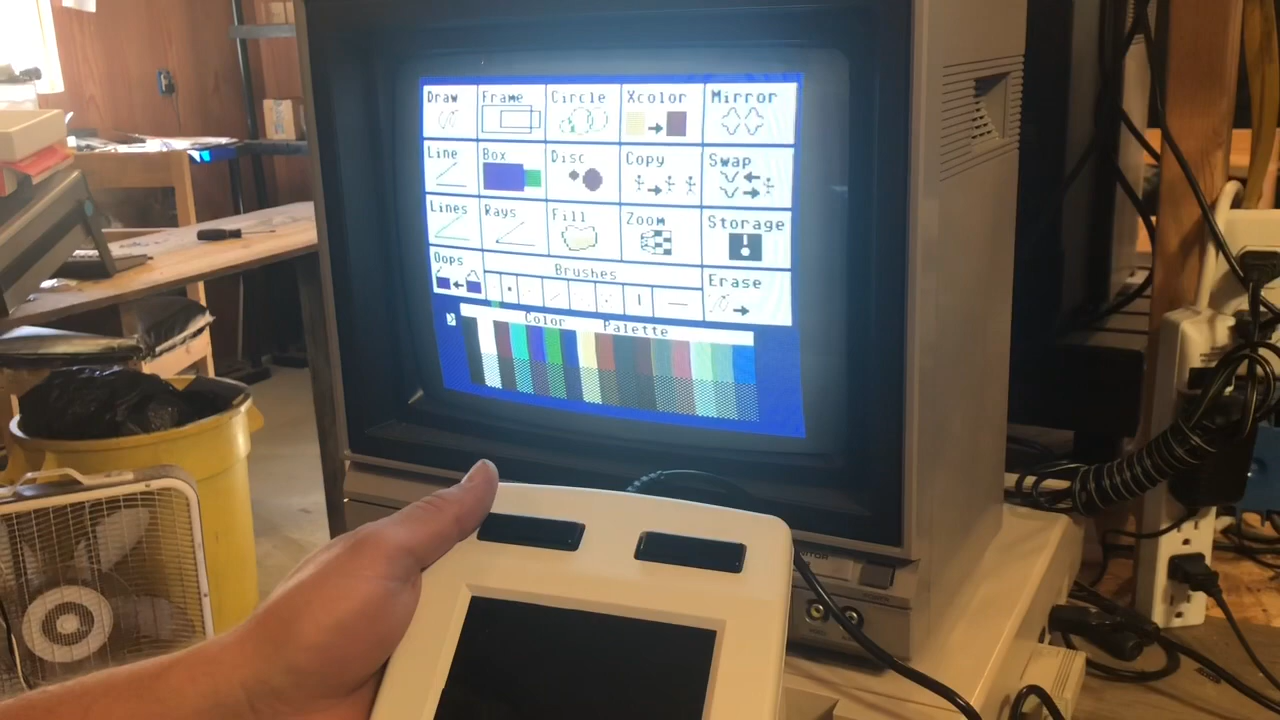 Draw Frame Circle Xcolor Mirror
Line Box Disc Copy Swap
Lines Rays Fill Zoom Storage
Oops Brushes Erase
Color Palette